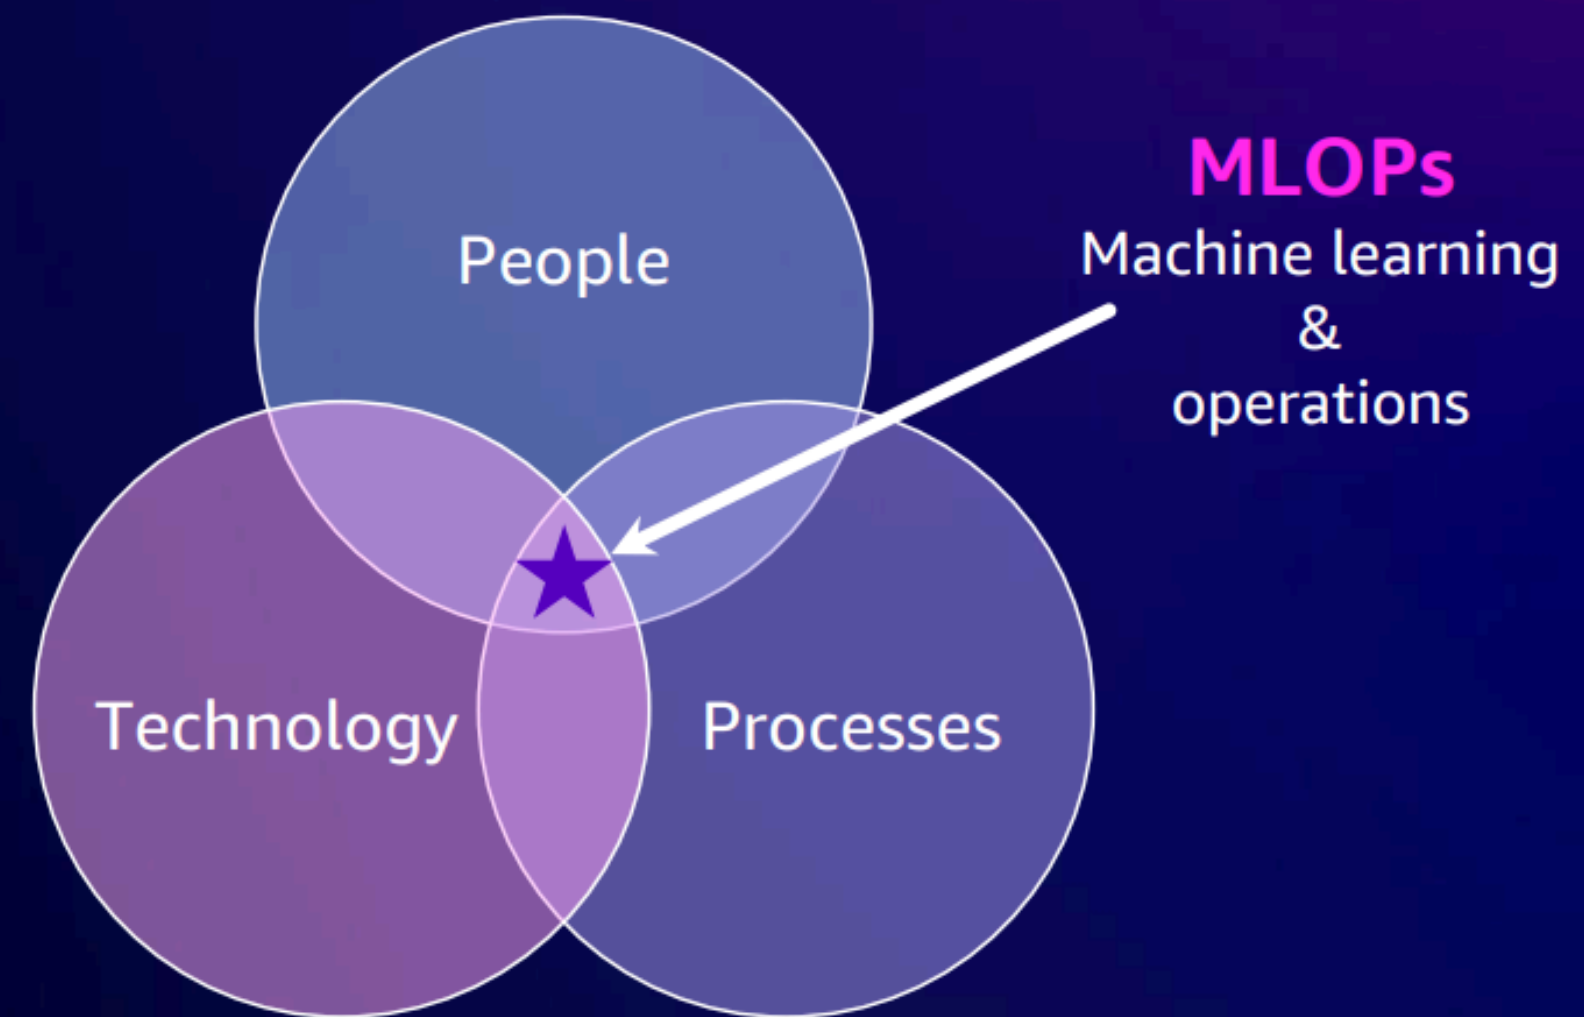 People
MLOPs
Machine learning
&
operations
Technology
Processes